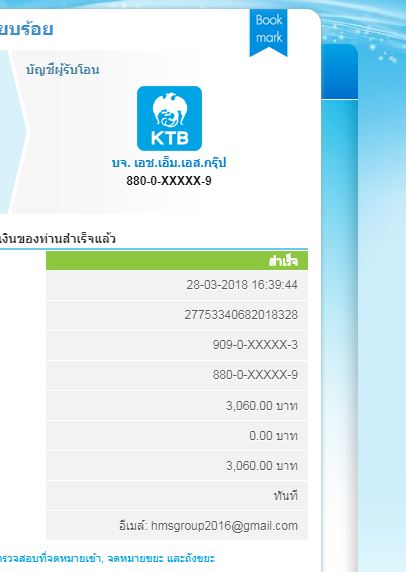 ยบร้อย
Book
mark
บัญชีผู้รับโอน
KTB
บจ. เอช.เอ็ม.เอส.กรุ๊ป
880-0-XXXXX-9
เงินของท่านสำเร็จแล้ว
สำเร็จ
28-03-2018 16:39:44
27753340682018328
909-0-XXXXX-3
880-0-XXXXX-9
3,060.00 บาท
0.00 บาท
3,060.00 บาท
ทันที
อีเมล์: hmsgroup2016@gmail.com
ตรวจสอบที่จดหมายเข้า, จดหมายขยะ และถังขยะ